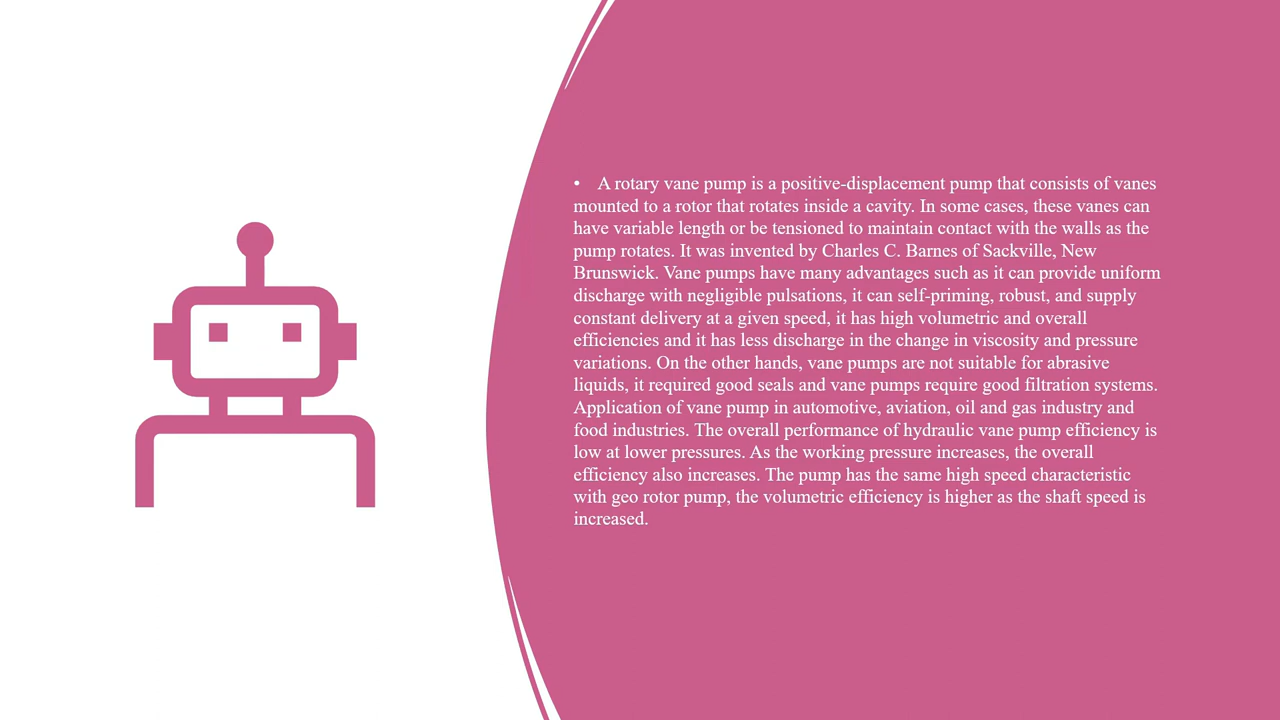 • A rotary vane pump is a positive-displacement pump that consists of vanes
mounted to a rotor that rotates inside a cavity. In some cases, these vanes can
have variable length or be tensioned to maintain contact with the walls as the
pump rotates. It was invented by Charles C. Barnes of Sackville, New
Brunswick. Vane pumps have many advantages such as it can provide uniform
discharge with negligible pulsations, it can self-priming, robust, and supply
constant delivery at a given speed, it has high volumetric and overall
efficiencies and it has less discharge in the change in viscosity and pressure
variations. On the other hands, vane pumps are not suitable for abrasive
liquids, it required good seals and vane pumps require good filtration systems.
Application of vane pump in automotive, aviation, oil and gas industry and
food industries. The overall performance of hydraulic vane pump efficiency is
low at lower pressures. As the working pressure increases, the overall
efficiency also increases. The pump has the same high speed characteristic
with geo rotor pump, the volumetric efficiency is higher as the shaft speed is
increased.